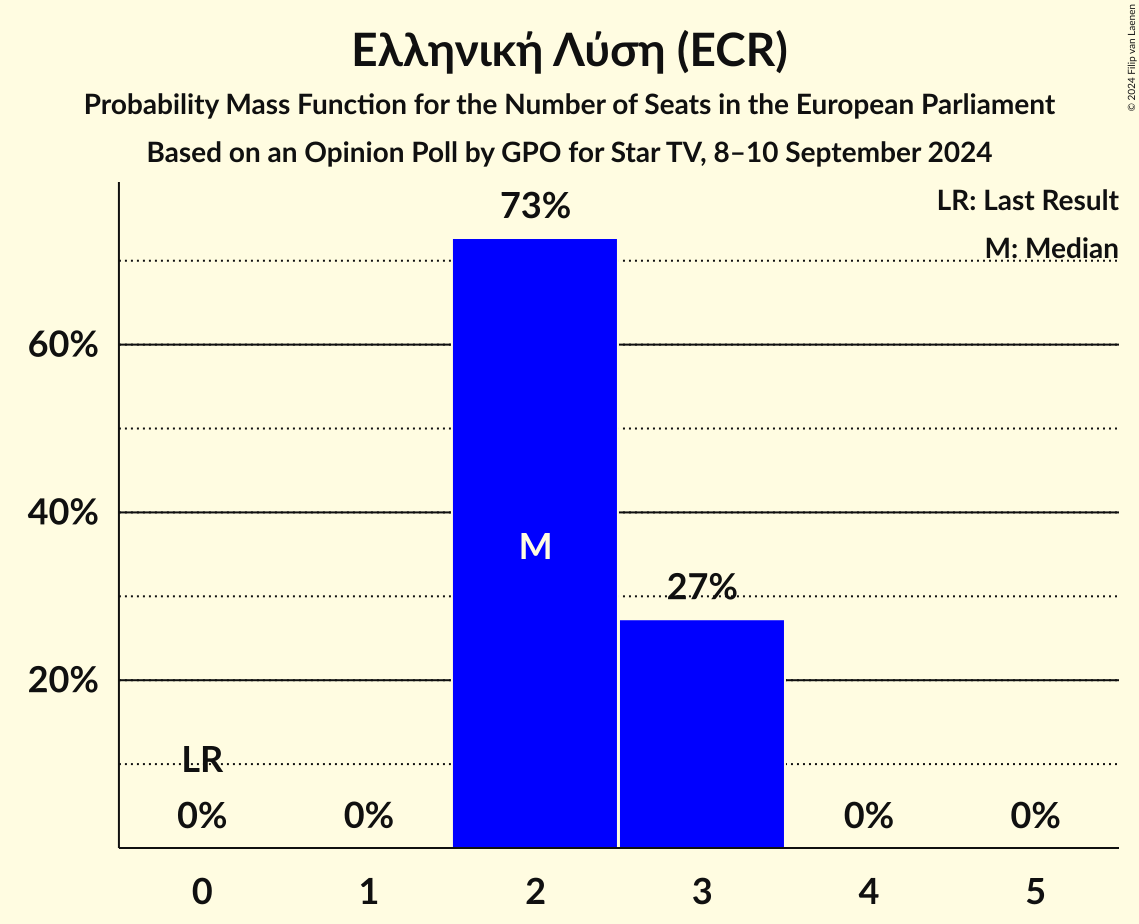 Ελληνική Λύση (ECR)
Probability Mass Function for the Number of Seats in the European Parliament
Based on an Opinion Poll by GPO for Star TV, 8–10 September 2024
© 2024 Filip van Laenen
LR: Last Result
M: Median
73%
60%
40%
M
27%
20%
LR
0% 0% 0% 0%
0 1 2 3 4 5